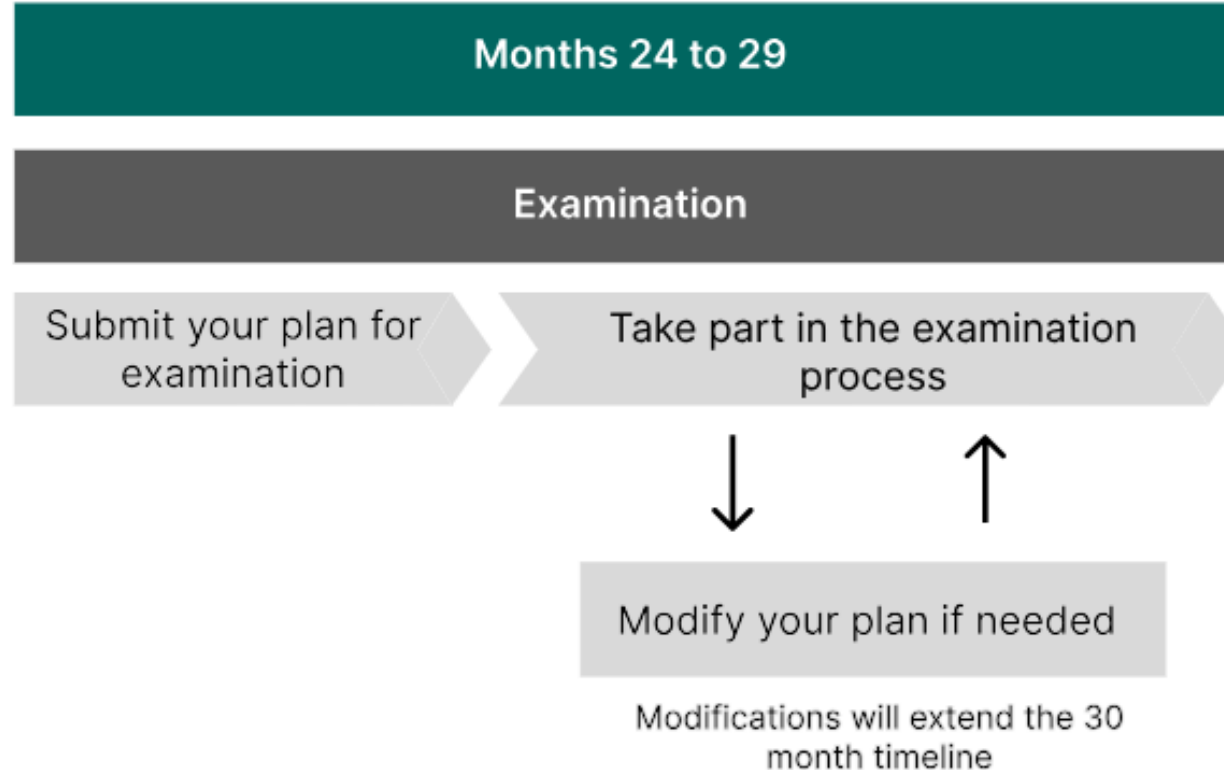 Months 24 to 29
Examination
Submit your plan for
examination
Take part in the examination
process
Modify your plan if needed
Modifications will extend the 30
month timeline